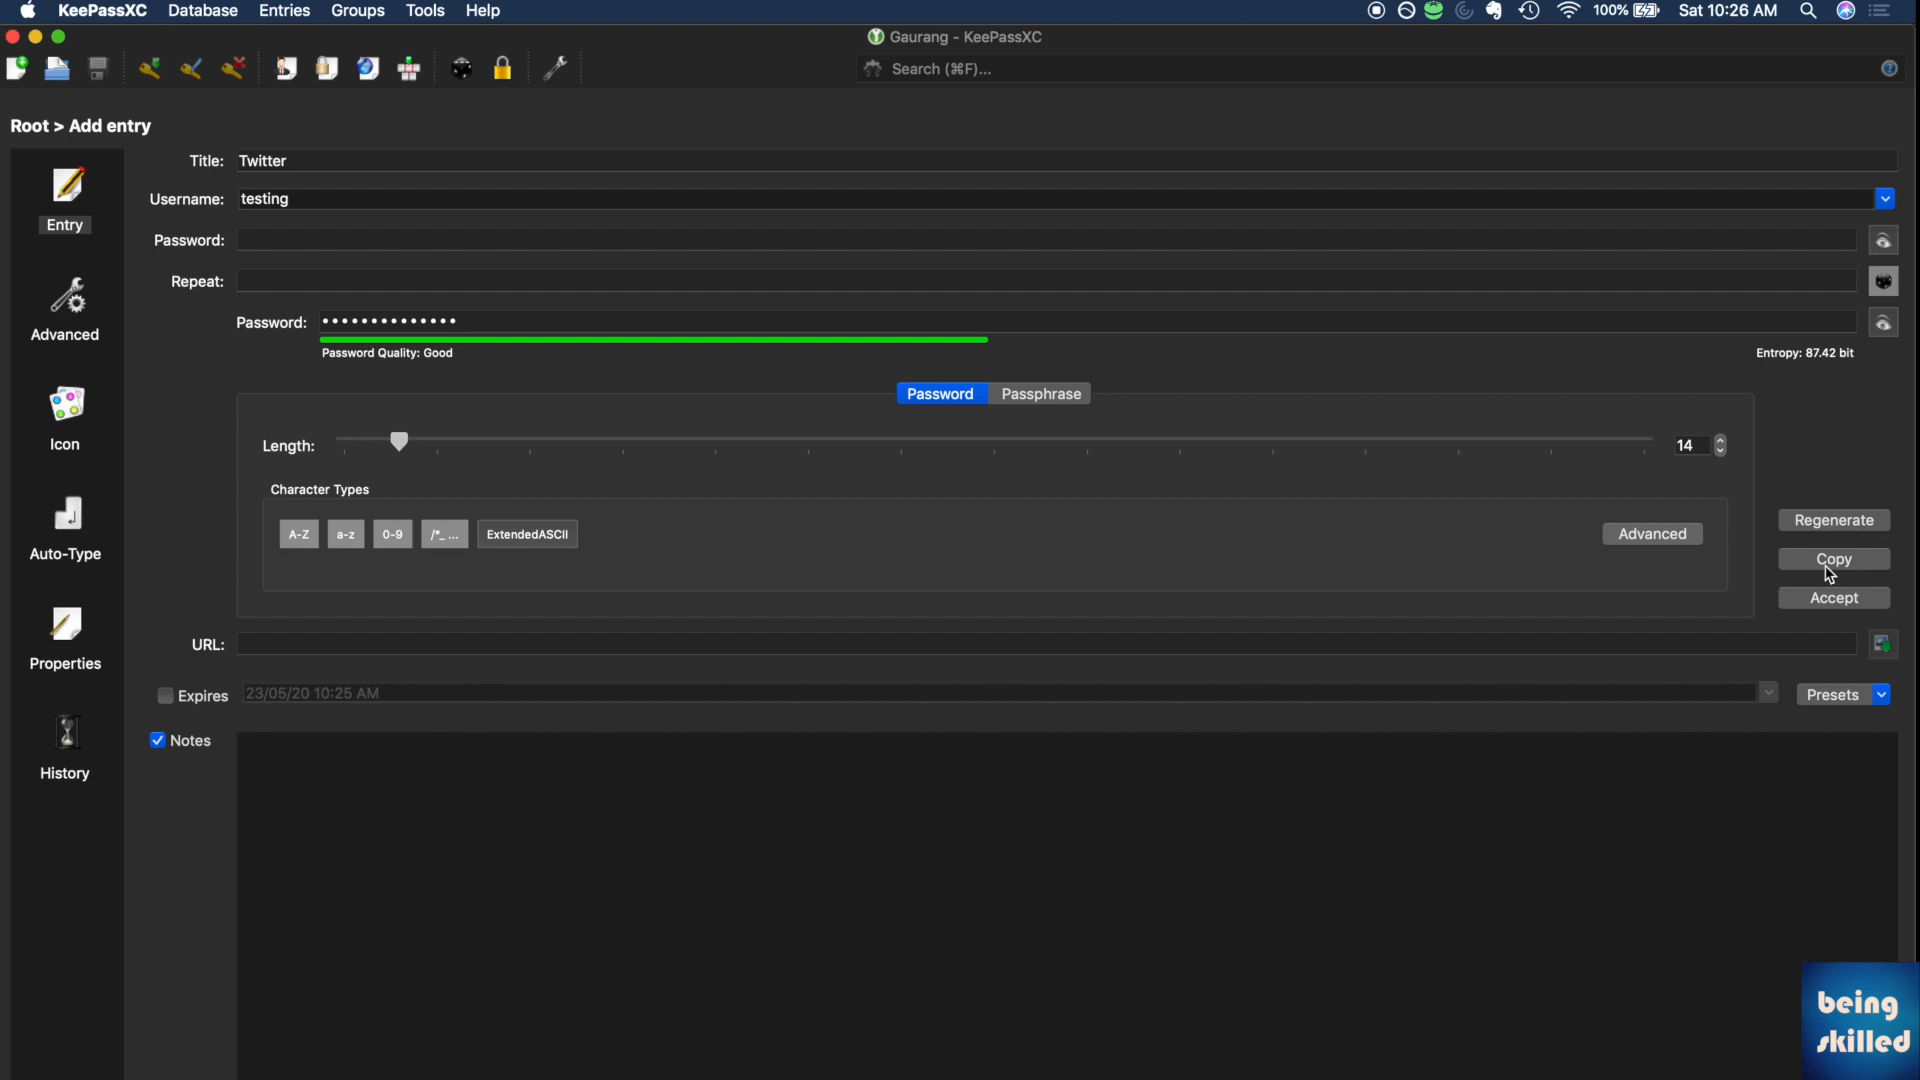 KeePassXC Database Entries Groups Tools Help 100% Sat 10:26 AM
Gaurang - KeePassXC
Search (⌘F)...
Root > Add entry
Title: Twitter
Username: testing
Entry
Password:
Repeat:
Advanced
Password: ••••••••••••••
Password Quality: Good Entropy: 87.42 bit
Password Passphrase
Icon
Length: 14
Character Types
A-Z a-z 0-9 /*_ ... ExtendedASCII Advanced
Regenerate
Auto-Type
Copy
Accept
URL:
Properties
Expires 23/05/20 10:25 AM Presets
Notes
History
being
skilled